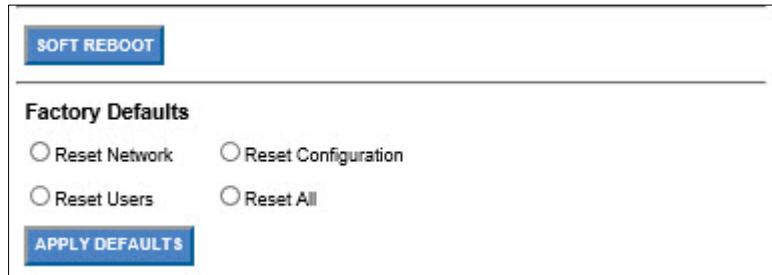 SOFT REBOOT
Factory Defaults
Reset Network Reset Configuration
Reset Users Reset All
APPLY DEFAULTS